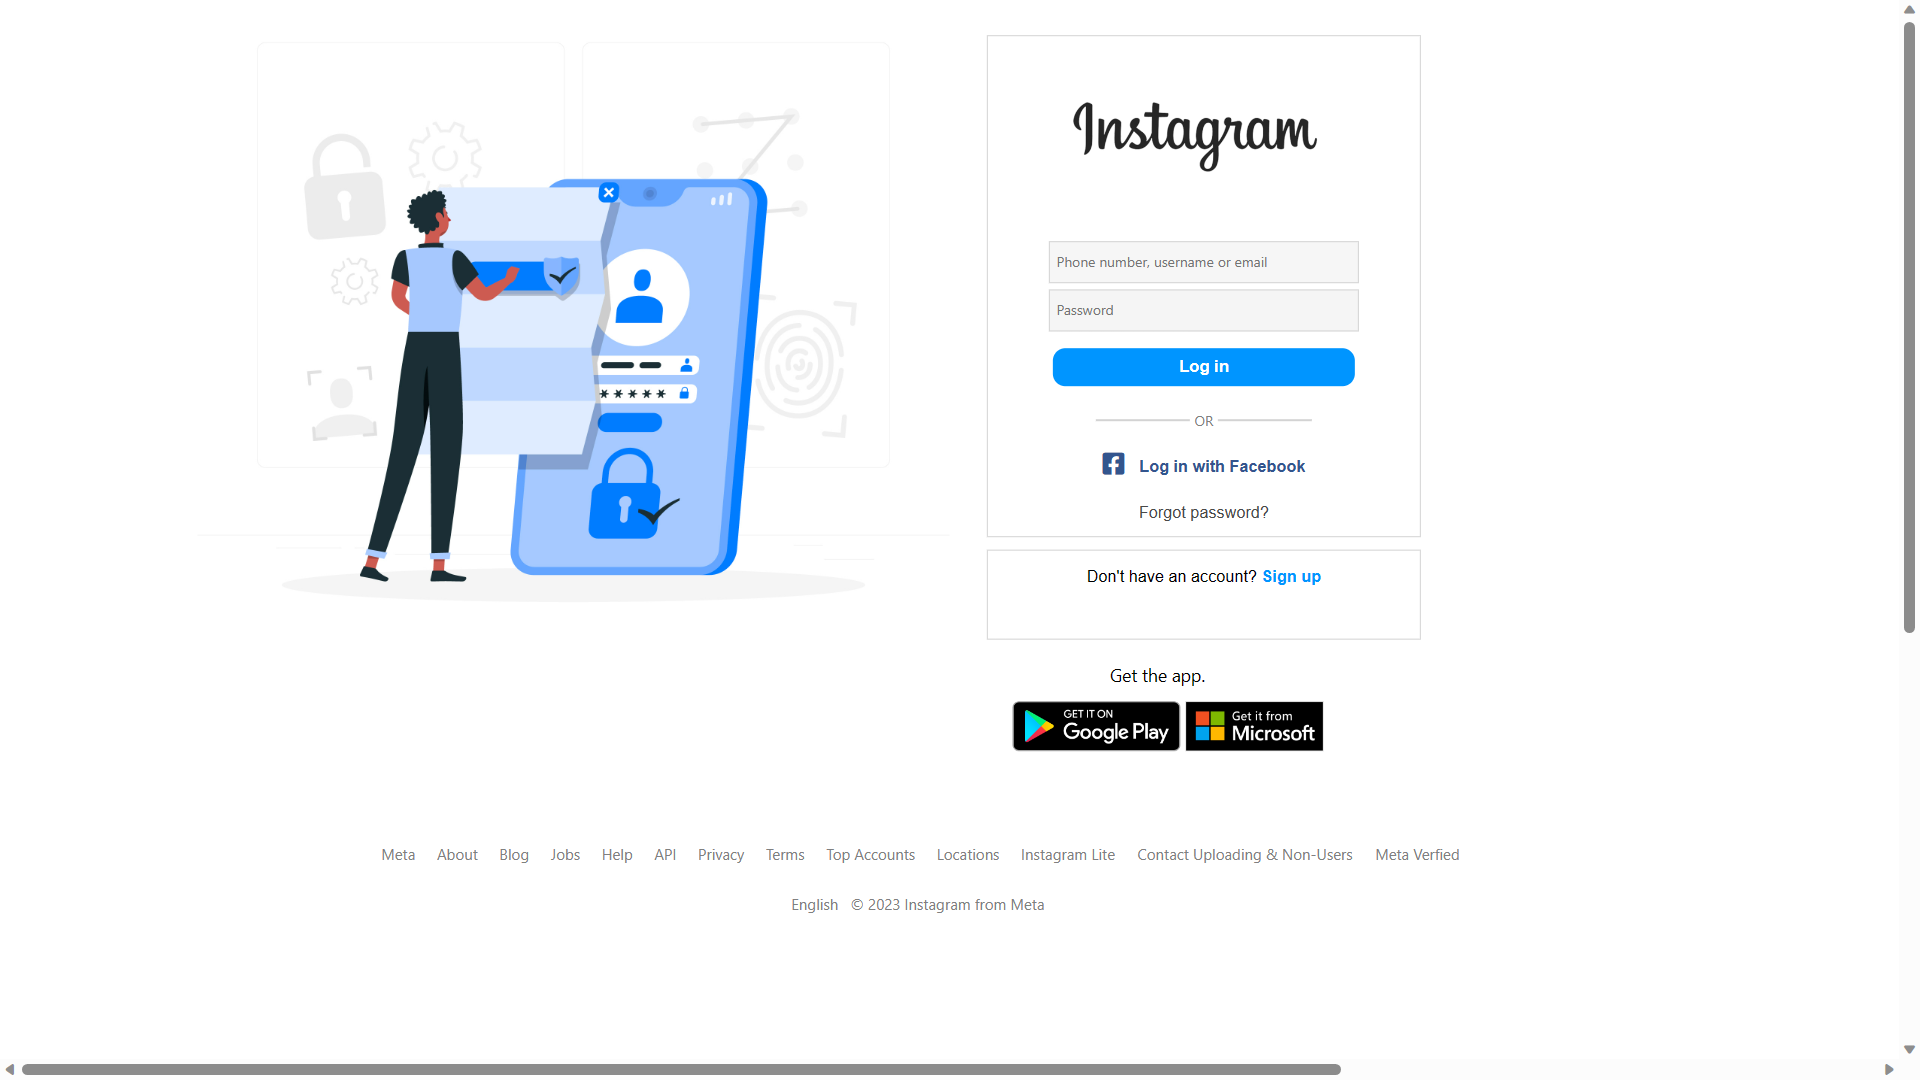 Instagram
Phone number, username or email
Password
Log in
OR
Log in with Facebook
Forgot password?
Don't have an account? Sign up
Get the app.
GET IT ON
Google Play
Get it from
Microsoft
Meta About Blog Jobs Help API Privacy Terms Top Accounts Locations Instagram Lite Contact Uploading & Non-Users Meta Verfied
English © 2023 Instagram from Meta